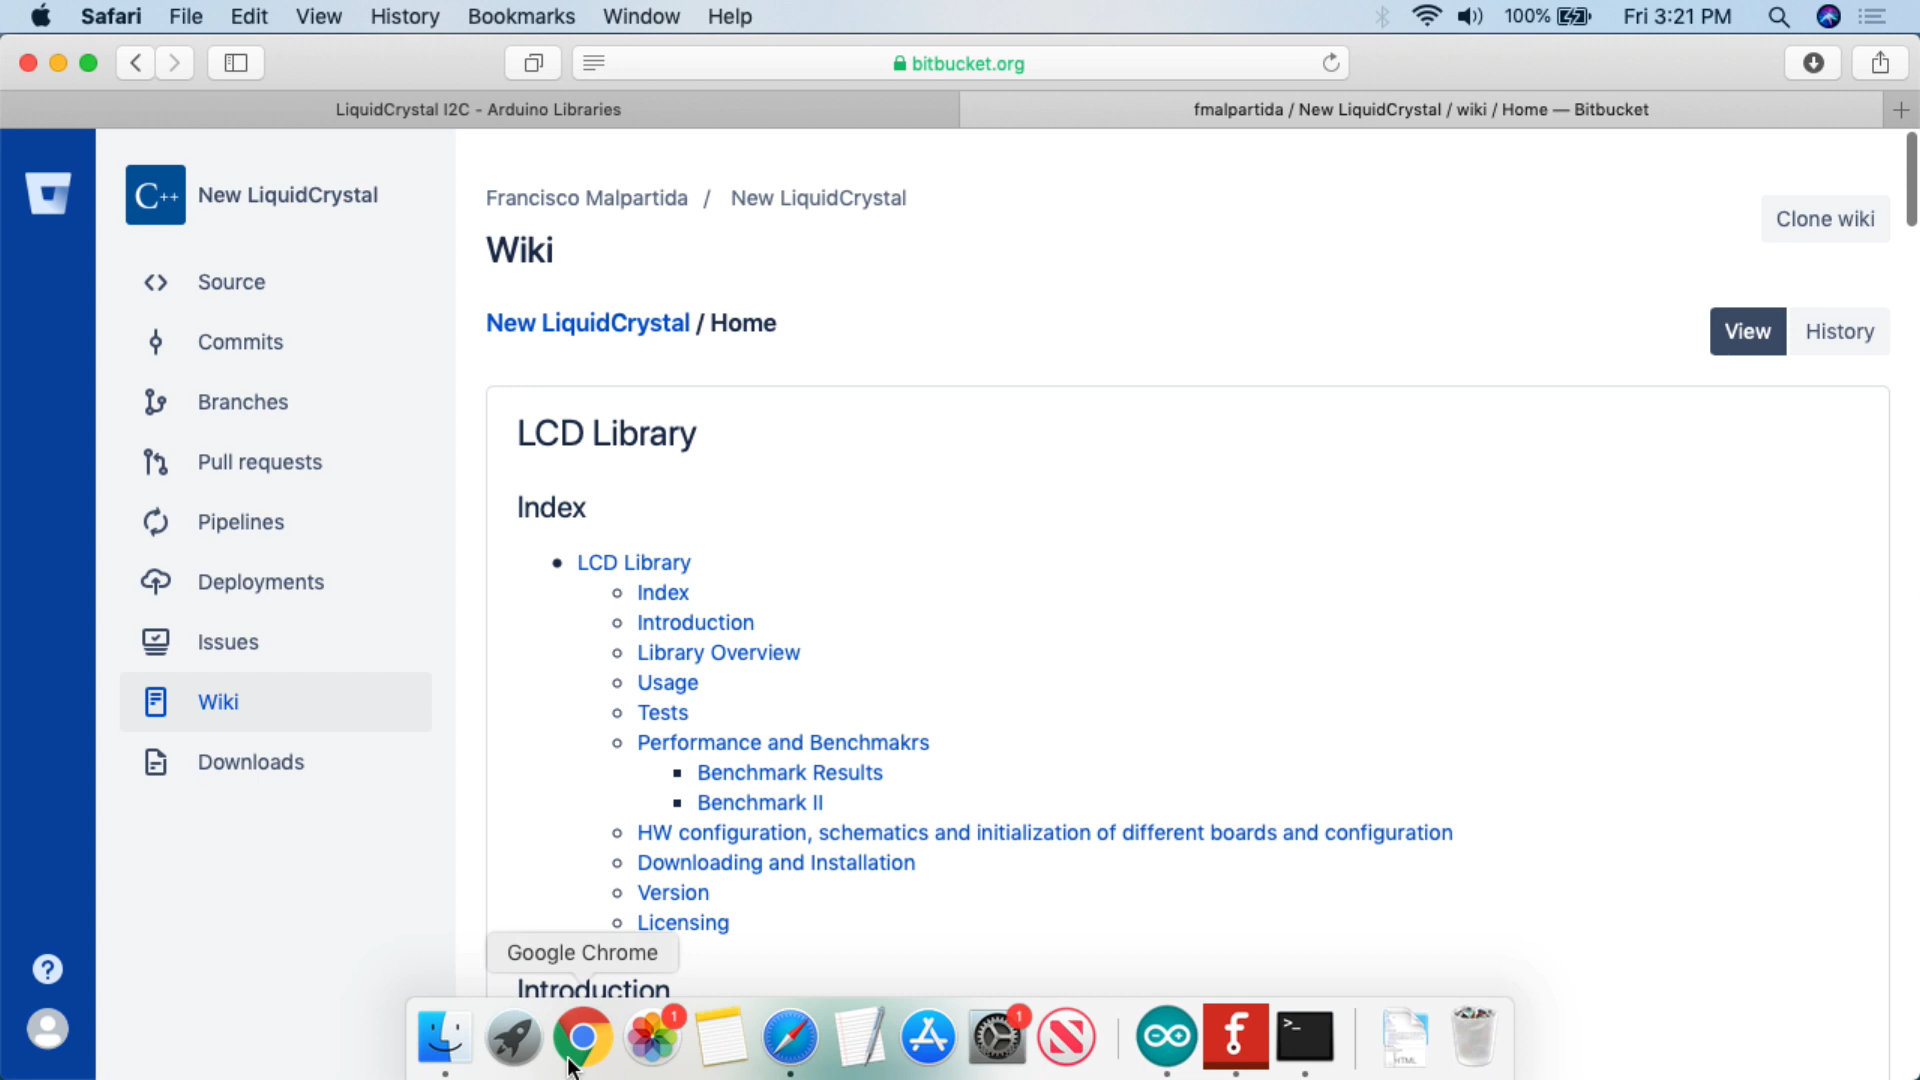 Safari File Edit View History Bookmarks Window Help 100% Fri 3:21 PM
bitbucket.org
LiquidCrystal I2C - Arduino Libraries
fmalpartida / New LiquidCrystal / wiki / Home — Bitbucket
C++ New LiquidCrystal
Source
Commits
Branches
Pull requests
Pipelines
Deployments
Issues
Wiki
Downloads
Francisco Malpartida / New LiquidCrystal
Clone wiki
Wiki
New LiquidCrystal / Home
View History
LCD Library
Index
LCD Library
Index
Introduction
Library Overview
Usage
Tests
Performance and Benchmakrs
Benchmark Results
Benchmark II
HW configuration, schematics and initialization of different boards and configuration
Downloading and Installation
Version
Licensing
Google Chrome
Introduction
1
1
f
>_
HTML
?